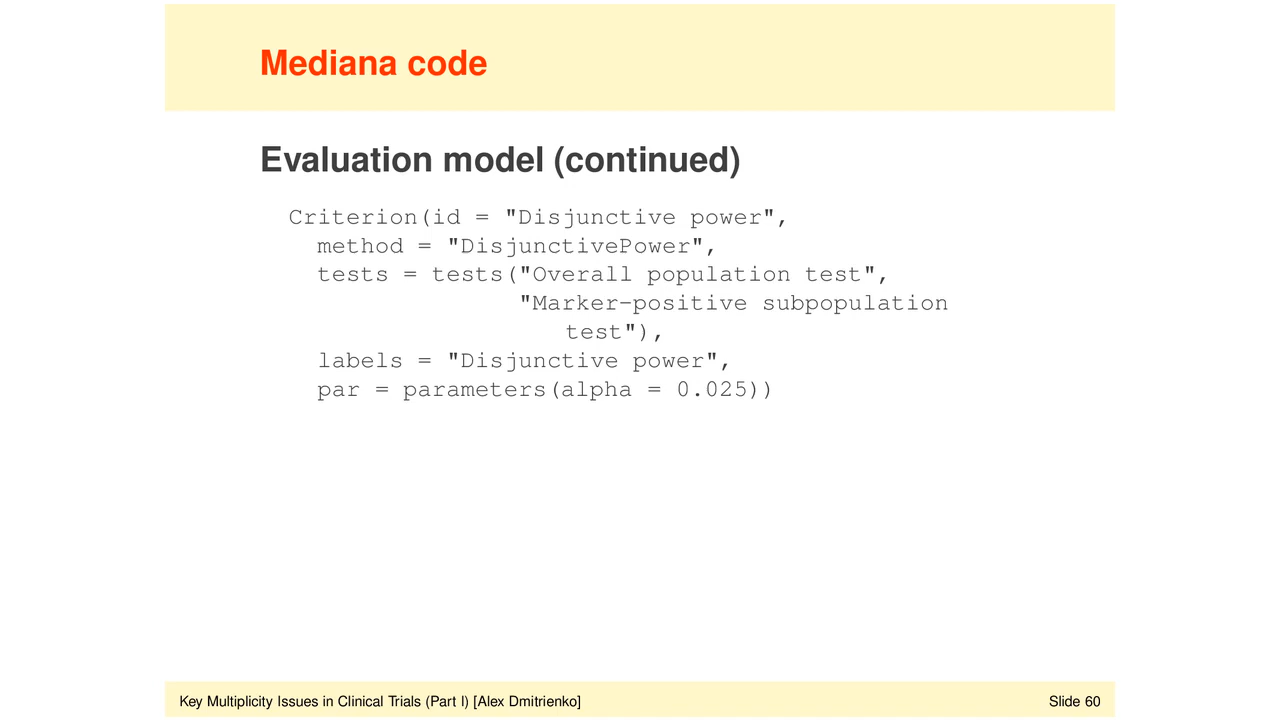 Mediana code
Evaluation model (continued)
Criterion(id = "Disjunctive power",
method = "DisjunctivePower",
tests = tests("Overall population test",
"Marker-positive subpopulation
test"),
labels = "Disjunctive power",
par = parameters(alpha = 0.025))
Key Multiplicity Issues in Clinical Trials (Part I) [Alex Dmitrienko]
Slide 60